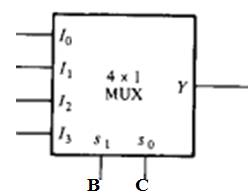 I₀
I₁
4 × 1
I₂
MUX
Y
I₃
s₁ s₀
B C